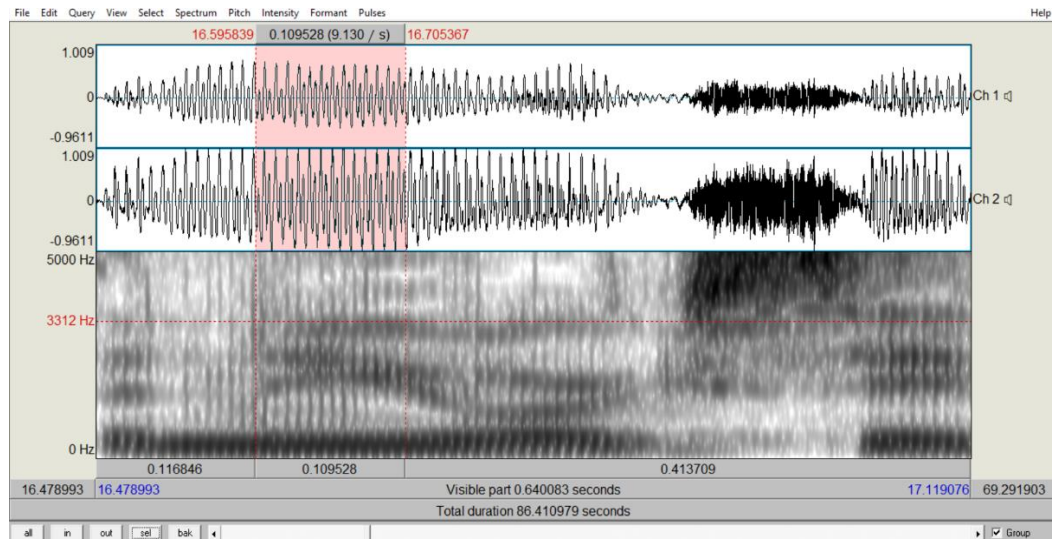 File Edit Query View Select Spectrum Pitch Intensity Formant Pulses Help
16.595839 0.109528 (9.130 / s) 16.705367
1.009
0 Ch 1
-0.9611
1.009
0 Ch 2
-0.9611
5000 Hz
3312 Hz
0 Hz
0.116846 0.109528 0.413709
16.478993 16.478993 Visible part 0.640083 seconds 17.119076 69.291903
Total duration 86.410979 seconds
all in out sel bak Group